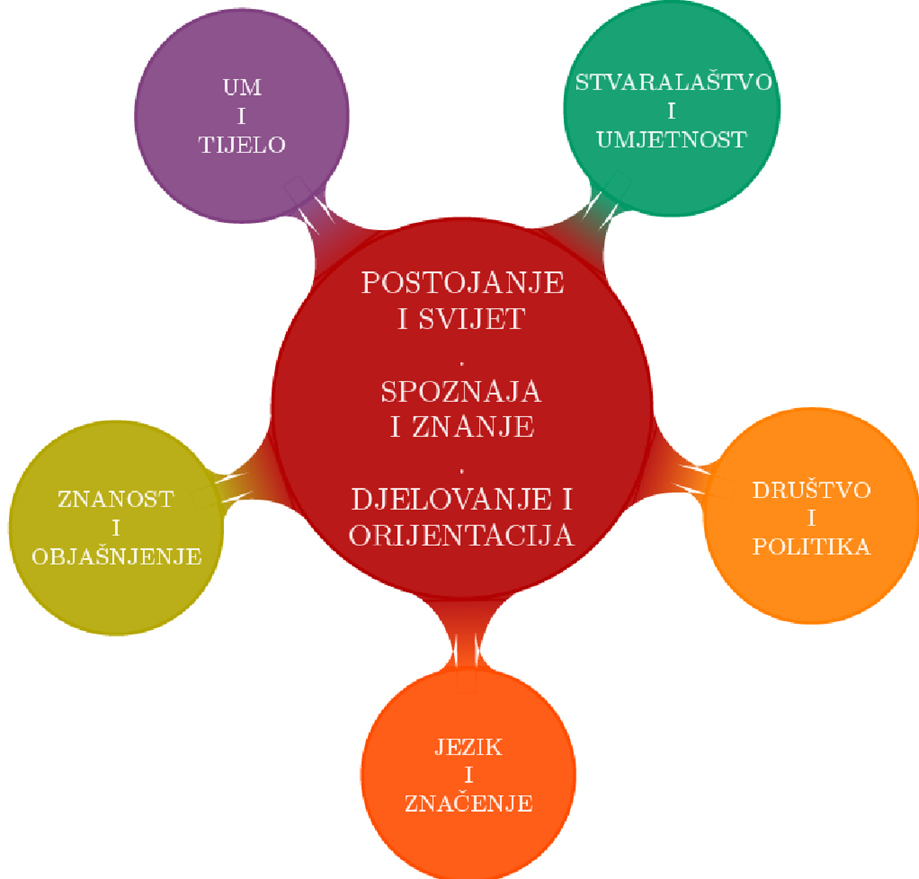 UM
I
TIJELO
STVARALAŠTVO
I
UMJETNOST
POSTOJANJE
I SVIJET
.
SPOZNAJA
I ZNANJE
.
DJELOVANJE I
ORIJENTACIJA
ZNANOST
I
OBJAŠNJENJE
DRUŠTVO
I
POLITIKA
JEZIK
I
ZNAČENJE